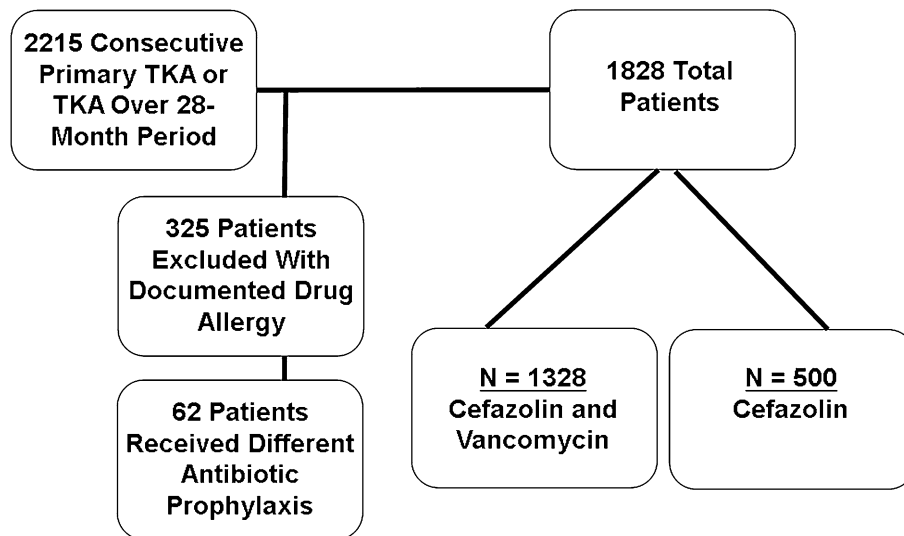 2215 Consecutive
Primary TKA or
TKA Over 28-
Month Period
1828 Total
Patients
325 Patients
Excluded With
Documented Drug
Allergy
62 Patients
Received Different
Antibiotic
Prophylaxis
N = 1328
Cefazolin and
Vancomycin
N = 500
Cefazolin